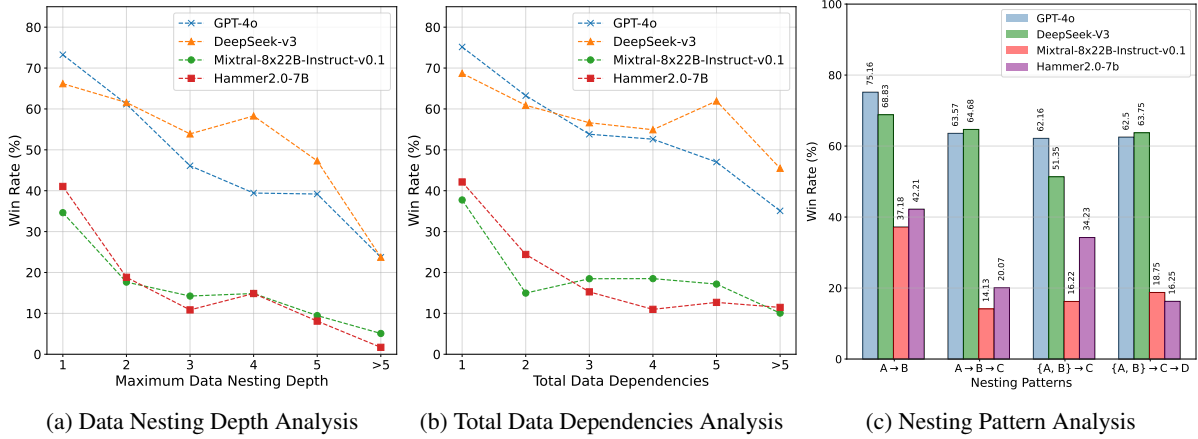 80
70
60
50
40
30
20
10
0
Win Rate (%)
GPT-4o
DeepSeek-v3
Mixtral-8x22B-Instruct-v0.1
Hammer2.0-7B
1 2 3 4 5 >5
Maximum Data Nesting Depth
(a) Data Nesting Depth Analysis
80
70
60
50
40
30
20
10
0
Win Rate (%)
GPT-4o
DeepSeek-v3
Mixtral-8x22B-Instruct-v0.1
Hammer2.0-7B
1 2 3 4 5 >5
Total Data Dependencies
(b) Total Data Dependencies Analysis
100
80
60
40
20
0
Win Rate (%)
GPT-4o
DeepSeek-V3
Mixtral-8x22B-Instruct-v0.1
Hammer2.0-7b
75.16
68.83
37.18
42.21
63.57
64.68
14.13
20.07
62.16
51.35
16.22
34.23
62.5
63.75
18.75
16.25
A → B
A → B → C
{A, B} → C
{A, B} → C → D
Nesting Patterns
(c) Nesting Pattern Analysis